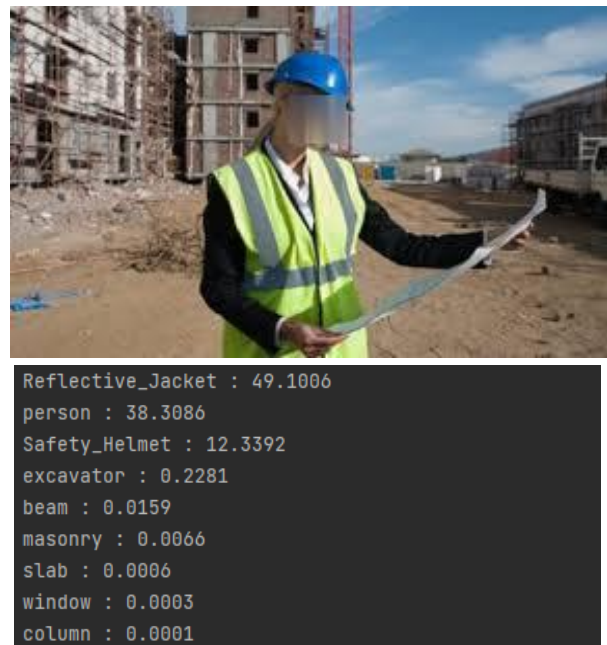 Reflective_Jacket : 49.1006
person : 38.3086
Safety_Helmet : 12.3392
excavator : 0.2281
beam : 0.0159
masonry : 0.0066
slab : 0.0006
window : 0.0003
column : 0.0001